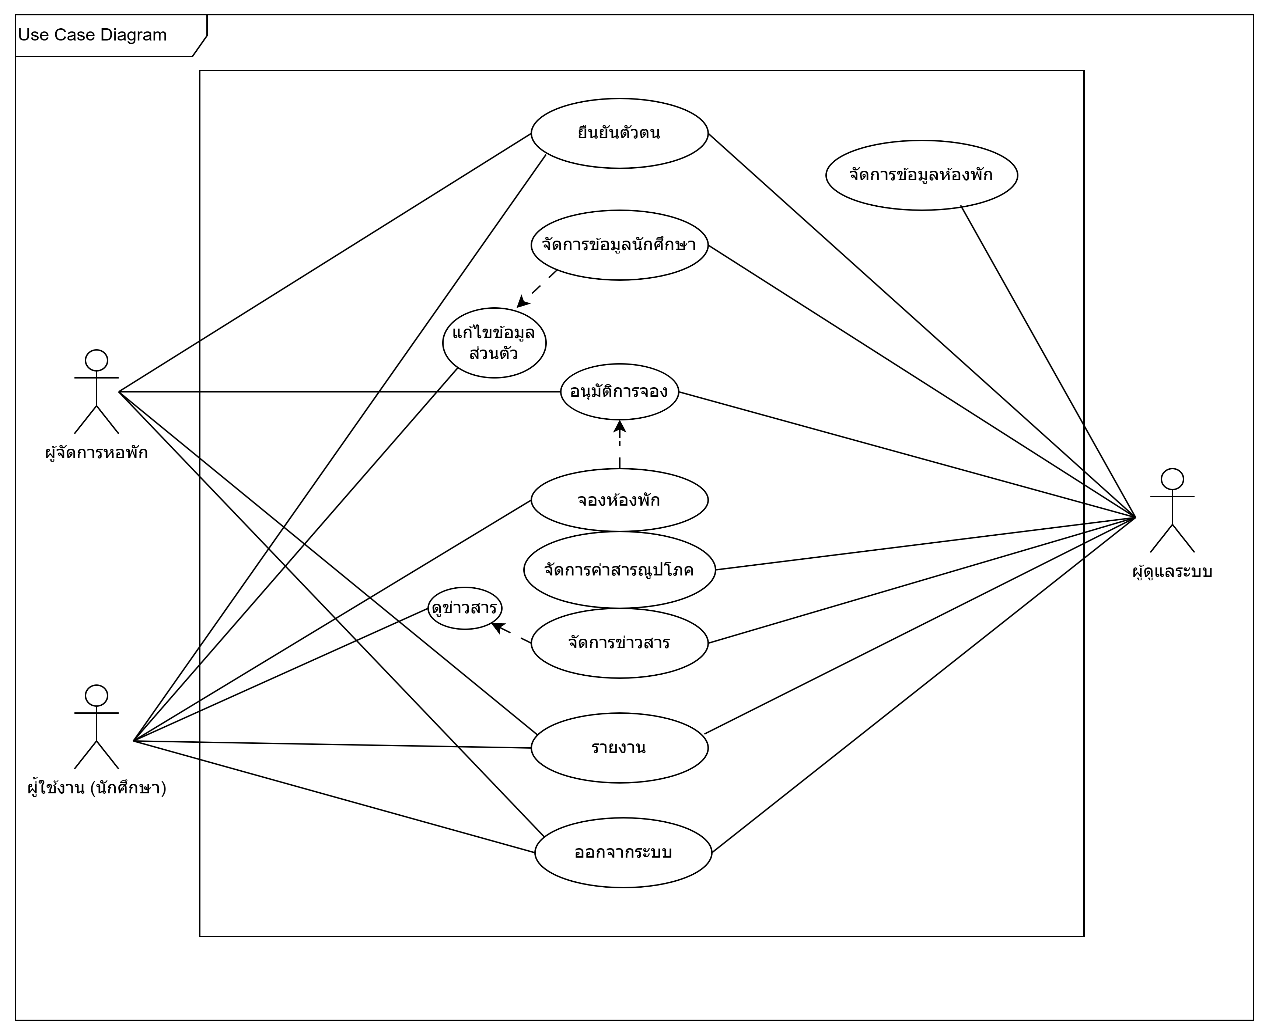 Use Case Diagram
ยืนยันตัวตน
จัดการข้อมูลห้องพัก
จัดการข้อมูลนักศึกษา
แก้ไขข้อมูล
ส่วนตัว
อนุมัติการจอง
ผู้จัดการหอพัก
จองห้องพัก
จัดการค่าสารณูปโภค
ผู้ดูแลระบบ
ดูข่าวสาร
จัดการข่าวสาร
รายงาน
ผู้ใช้งาน (นักศึกษา)
ออกจากระบบ